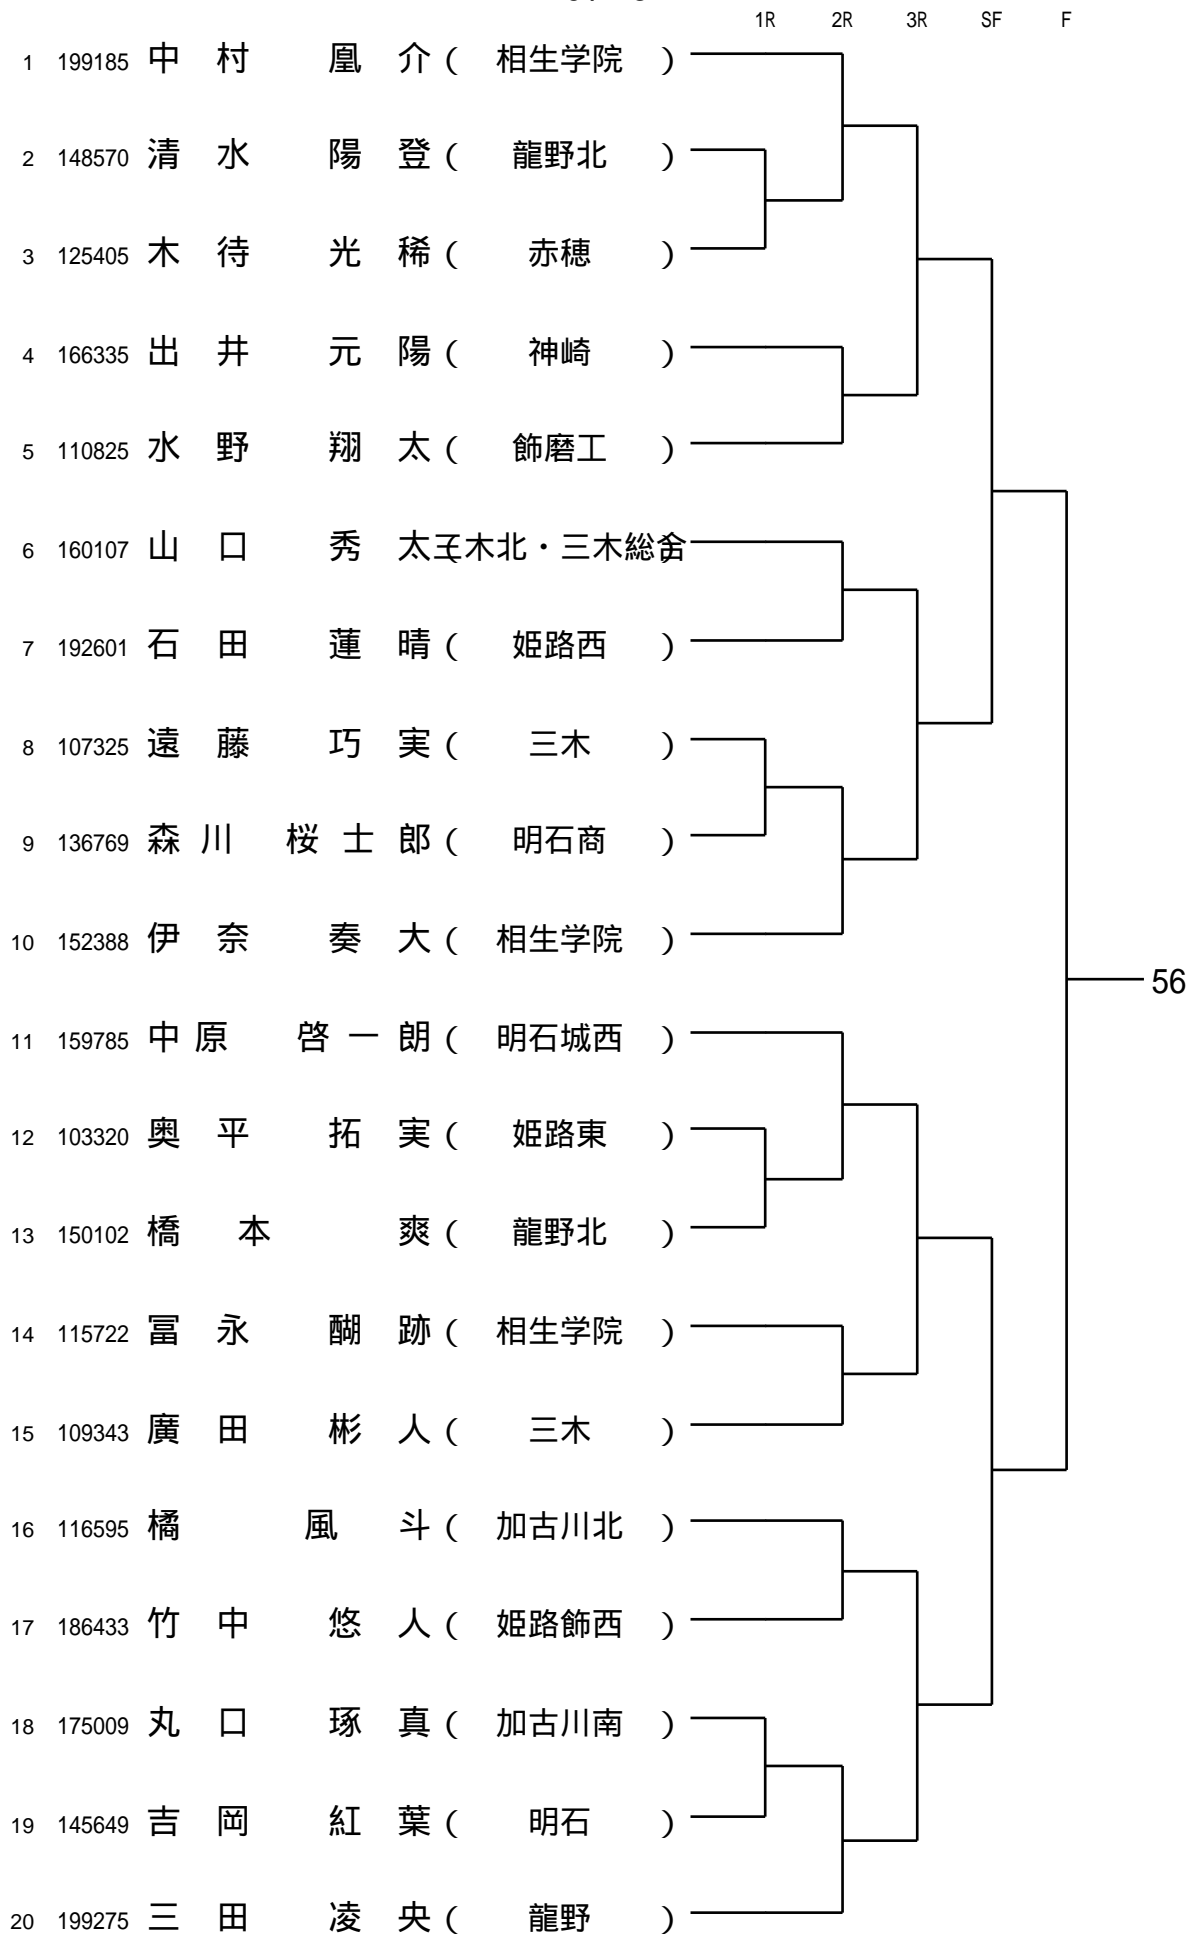 1R 2R 3R SF F
1 199185 中村 凰介 ( 相生学院 )
2 148570 清水 陽登 ( 龍野北 )
3 125405 木待 光稀 ( 赤穂 )
4 166335 出井 元陽 ( 神崎 )
5 110825 水野 翔太 ( 飾磨工 )
6 160107 山口 秀太 ( 三木北・三木総合 )
7 192601 石田 蓮晴 ( 姫路西 )
8 107325 遠藤 巧実 ( 三木 )
9 136769 森川 桜士郎 ( 明石商 )
10 152388 伊奈 奏大 ( 相生学院 )
56
11 159785 中原 啓一朗 ( 明石城西 )
12 103320 奥平 拓実 ( 姫路東 )
13 150102 橋本 爽 ( 龍野北 )
14 115722 冨永 醐跡 ( 相生学院 )
15 109343 廣田 彬人 ( 三木 )
16 116595 橘 風斗 ( 加古川北 )
17 186433 竹中 悠人 ( 姫路飾西 )
18 175009 丸口 琢真 ( 加古川南 )
19 145649 吉岡 紅葉 ( 明石 )
20 199275 三田 凌央 ( 龍野 )